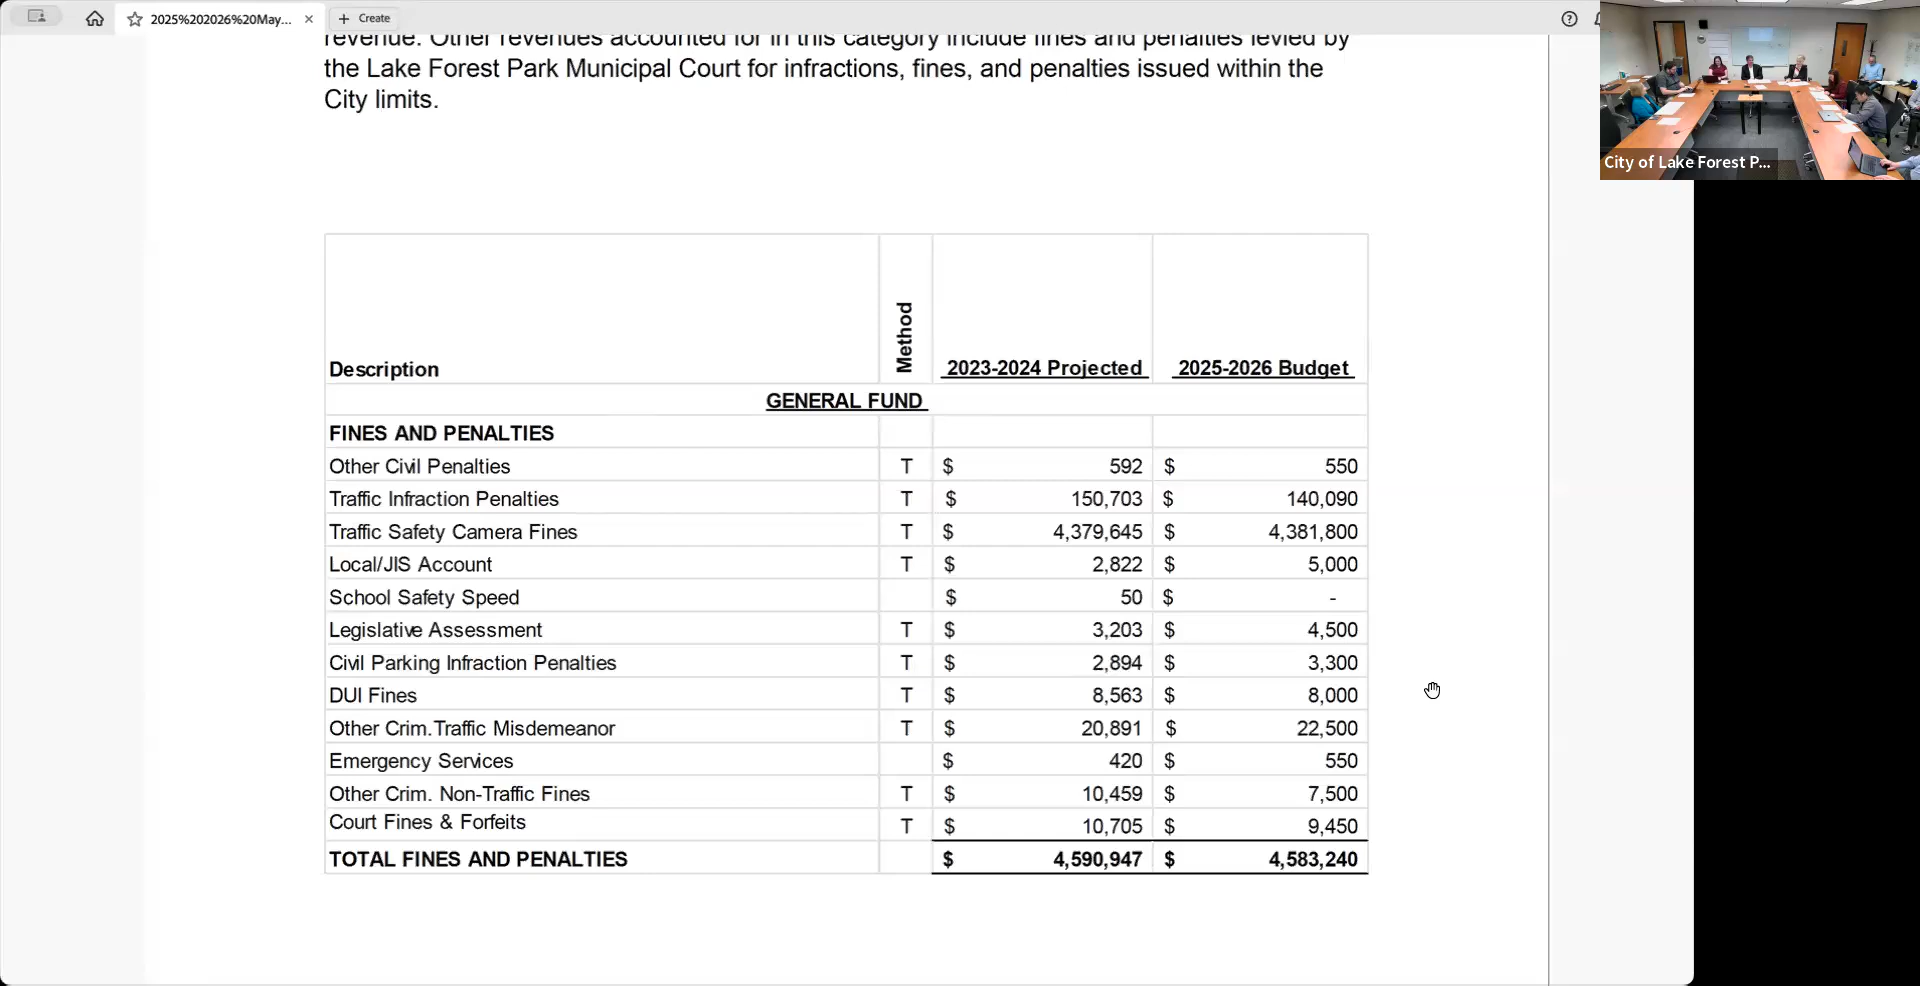 2025%202026%20May...
Create
revenue. Other revenues accounted for in this category include fines and penalties levied by
the Lake Forest Park Municipal Court for infractions, fines, and penalties issued within the
City limits.
City of Lake Forest P...
Description Method 2023-2024 Projected 2025-2026 Budget
GENERAL FUND
FINES AND PENALTIES
Other Civil Penalties T $ 592 $ 550
Traffic Infraction Penalties T $ 150,703 $ 140,090
Traffic Safety Camera Fines T $ 4,379,645 $ 4,381,800
Local/JIS Account T $ 2,822 $ 5,000
School Safety Speed $ 50 $ -
Legislative Assessment T $ 3,203 $ 4,500
Civil Parking Infraction Penalties T $ 2,894 $ 3,300
DUI Fines T $ 8,563 $ 8,000
Other Crim.Traffic Misdemeanor T $ 20,891 $ 22,500
Emergency Services $ 420 $ 550
Other Crim. Non-Traffic Fines T $ 10,459 $ 7,500
Court Fines & Forfeits T $ 10,705 $ 9,450
TOTAL FINES AND PENALTIES $ 4,590,947 $ 4,583,240